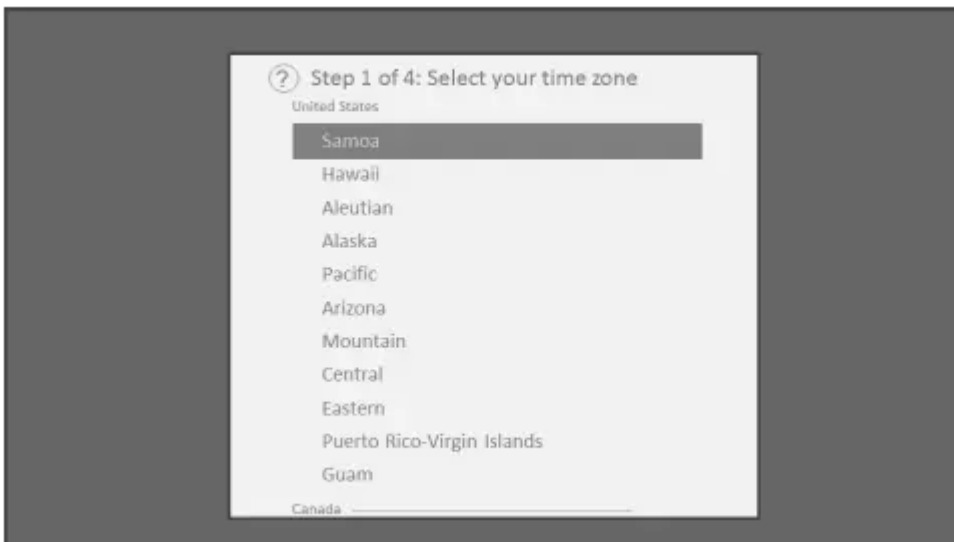 ? Step 1 of 4: Select your time zone
United States
Samoa
Hawaii
Aleutian
Alaska
Pacific
Arizona
Mountain
Central
Eastern
Puerto Rico-Virgin Islands
Guam
Canada